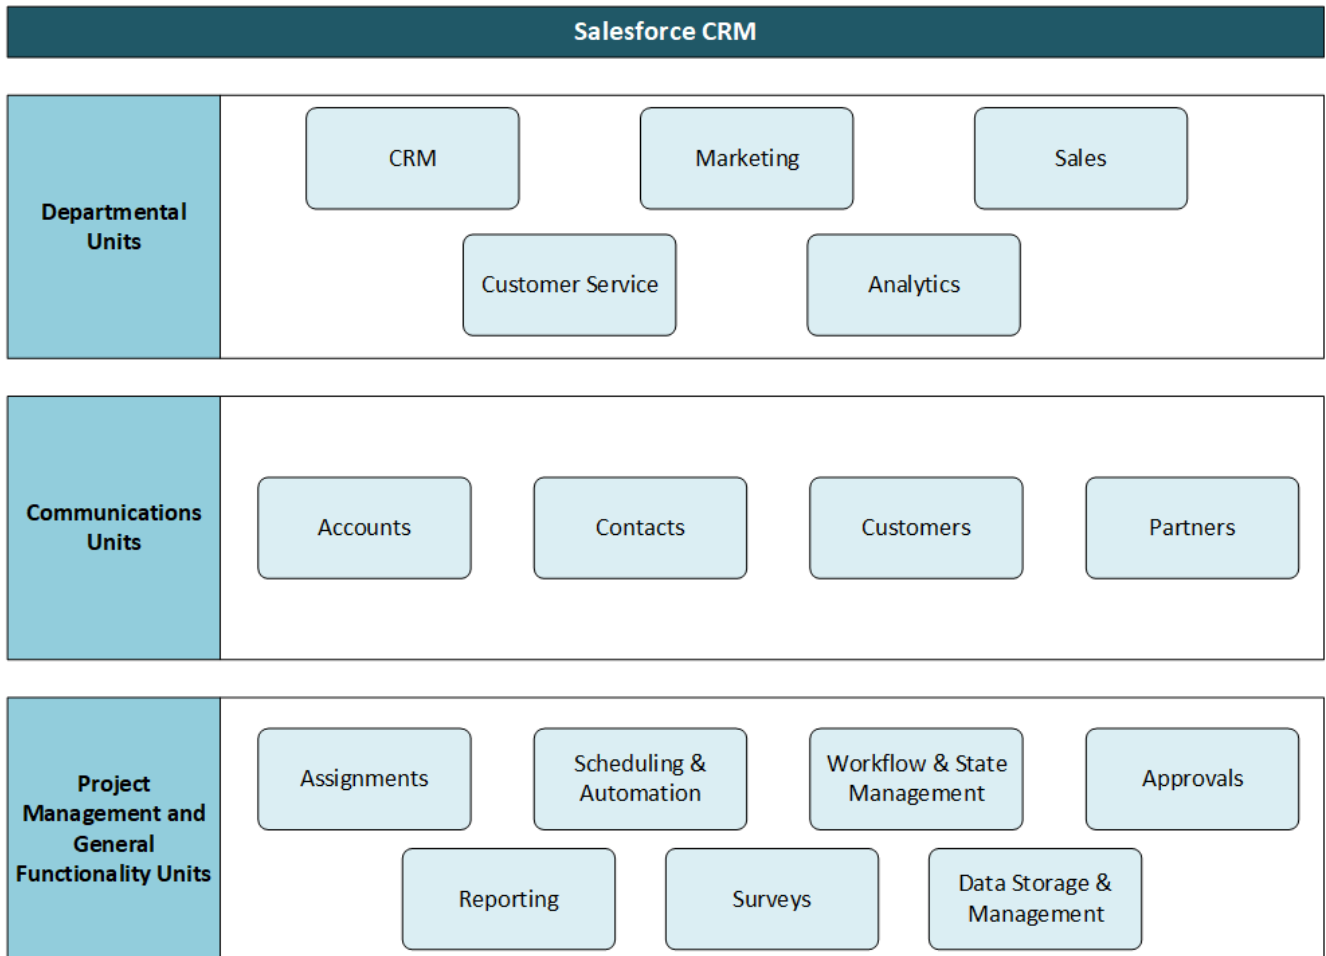 Salesforce CRM
Departmental
Units
CRM
Marketing
Sales
Customer Service
Analytics
Communications
Units
Accounts
Contacts
Customers
Partners
Project
Management and
General
Functionality Units
Assignments
Scheduling &
Automation
Workflow & State
Management
Approvals
Reporting
Surveys
Data Storage &
Management